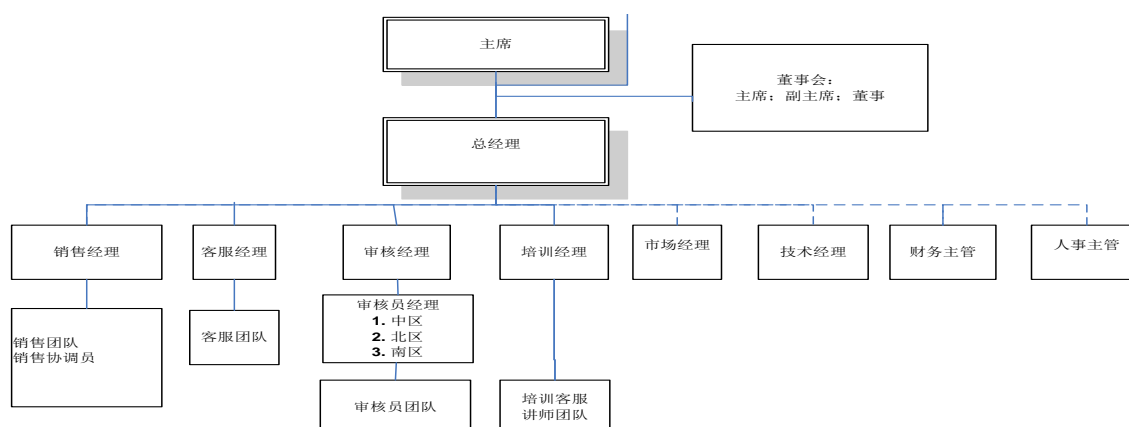 主席
董事会:
主席; 副主席; 董事
总经理
销售经理
客服经理
审核经理
培训经理
市场经理
技术经理
财务主管
人事主管
销售团队
销售协调员
客服团队
审核员经理
1. 中区
2. 北区
3. 南区
审核员团队
培训客服
讲师团队